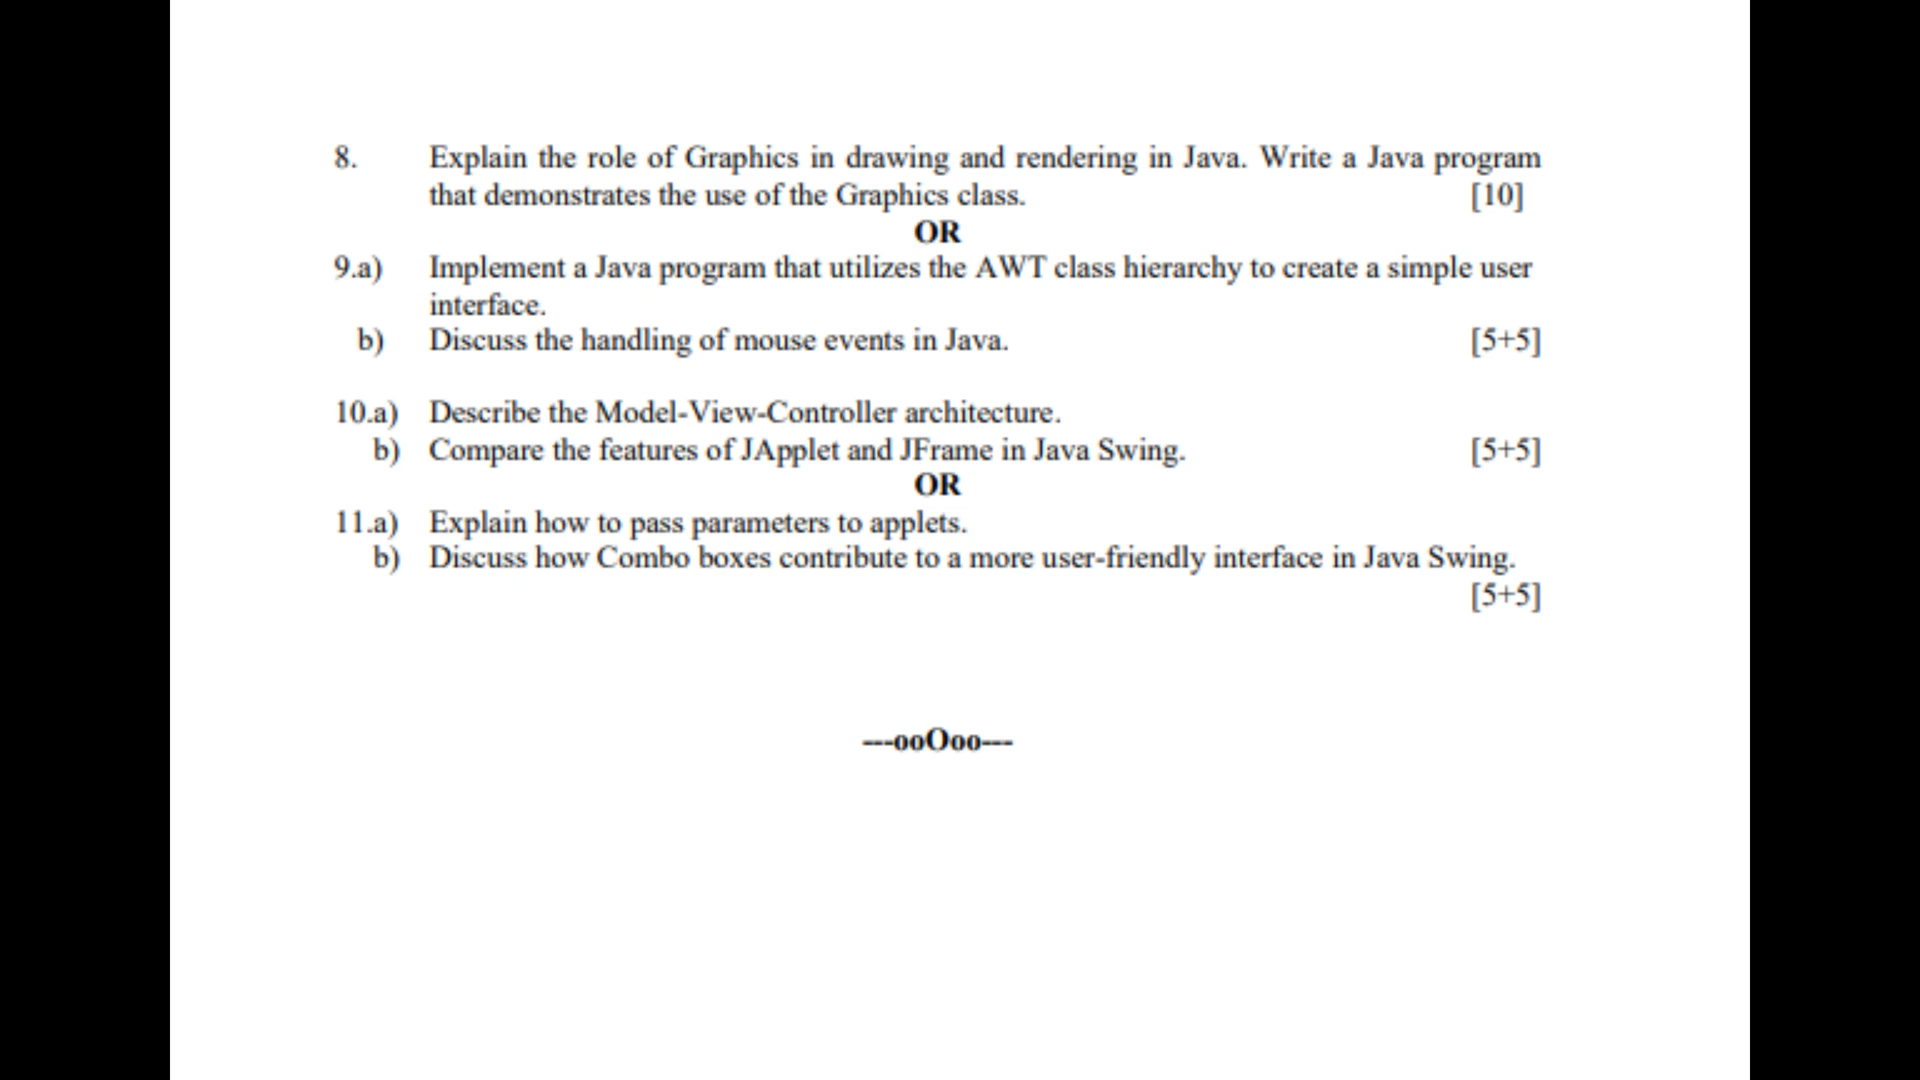 8. Explain the role of Graphics in drawing and rendering in Java. Write a Java program
that demonstrates the use of the Graphics class. [10]
OR
9.a) Implement a Java program that utilizes the AWT class hierarchy to create a simple user
interface.
b) Discuss the handling of mouse events in Java. [5+5]
10.a) Describe the Model-View-Controller architecture.
b) Compare the features of JApplet and JFrame in Java Swing. [5+5]
OR
11.a) Explain how to pass parameters to applets.
b) Discuss how Combo boxes contribute to a more user-friendly interface in Java Swing.
[5+5]
---ooOoo---